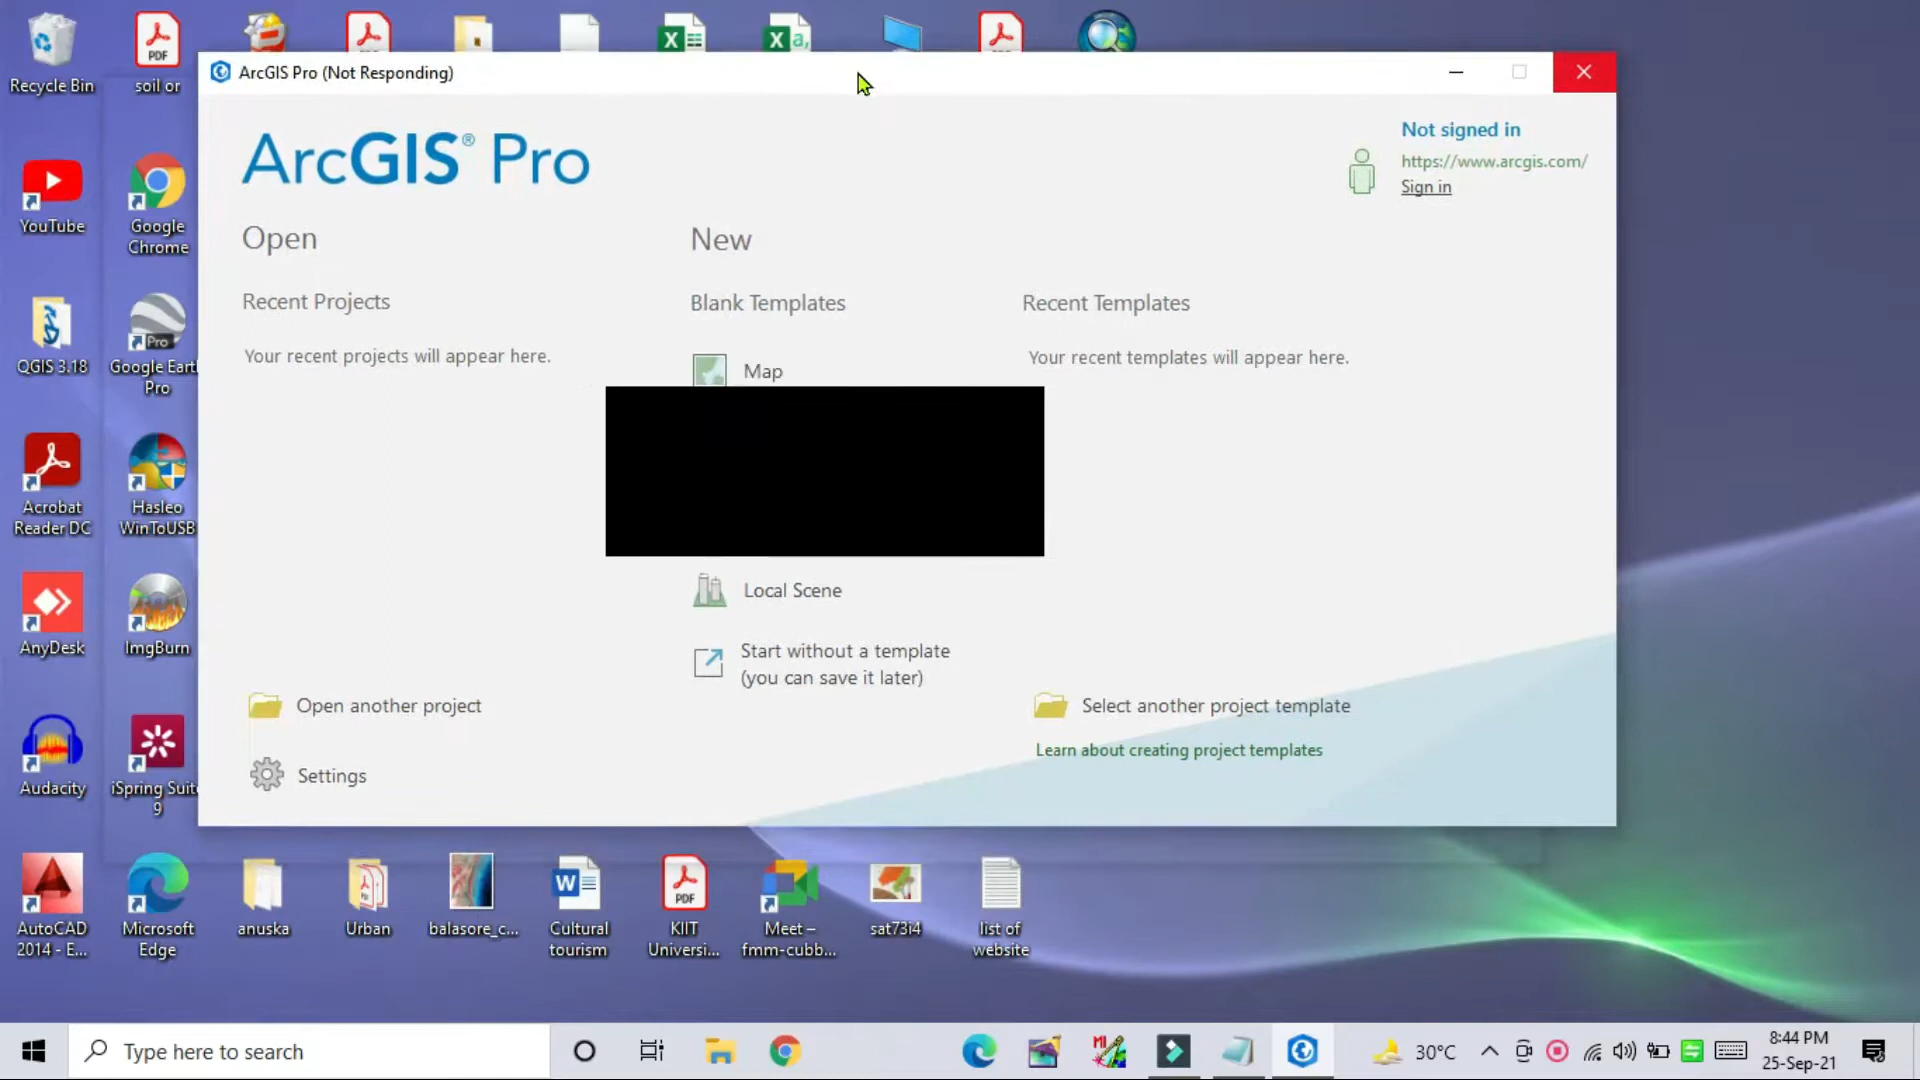 Recycle Bin
soil or
ArcGIS Pro (Not Responding)
ArcGIS® Pro
Not signed in
https://www.arcgis.com/
Sign in
Open
New
Recent Projects
Blank Templates
Recent Templates
Your recent projects will appear here.
Map
Your recent templates will appear here.
Local Scene
Start without a template
(you can save it later)
Open another project
Select another project template
Learn about creating project templates
Settings
YouTube
Google
Chrome
QGIS 3.18
Google Earth
Pro
Pro
Acrobat
Reader DC
Hasleo
WinToUSB
AnyDesk
ImgBurn
Audacity
iSpring Suite
9
AutoCAD
2014 - E...
Microsoft
Edge
anuska
Urban
balasore_c...
Cultural
tourism
PDF
KIIT
Universi...
Meet –
fmm-cubb...
sat73i4
list of
website
Type here to search
30°C
8:44 PM
25-Sep-21